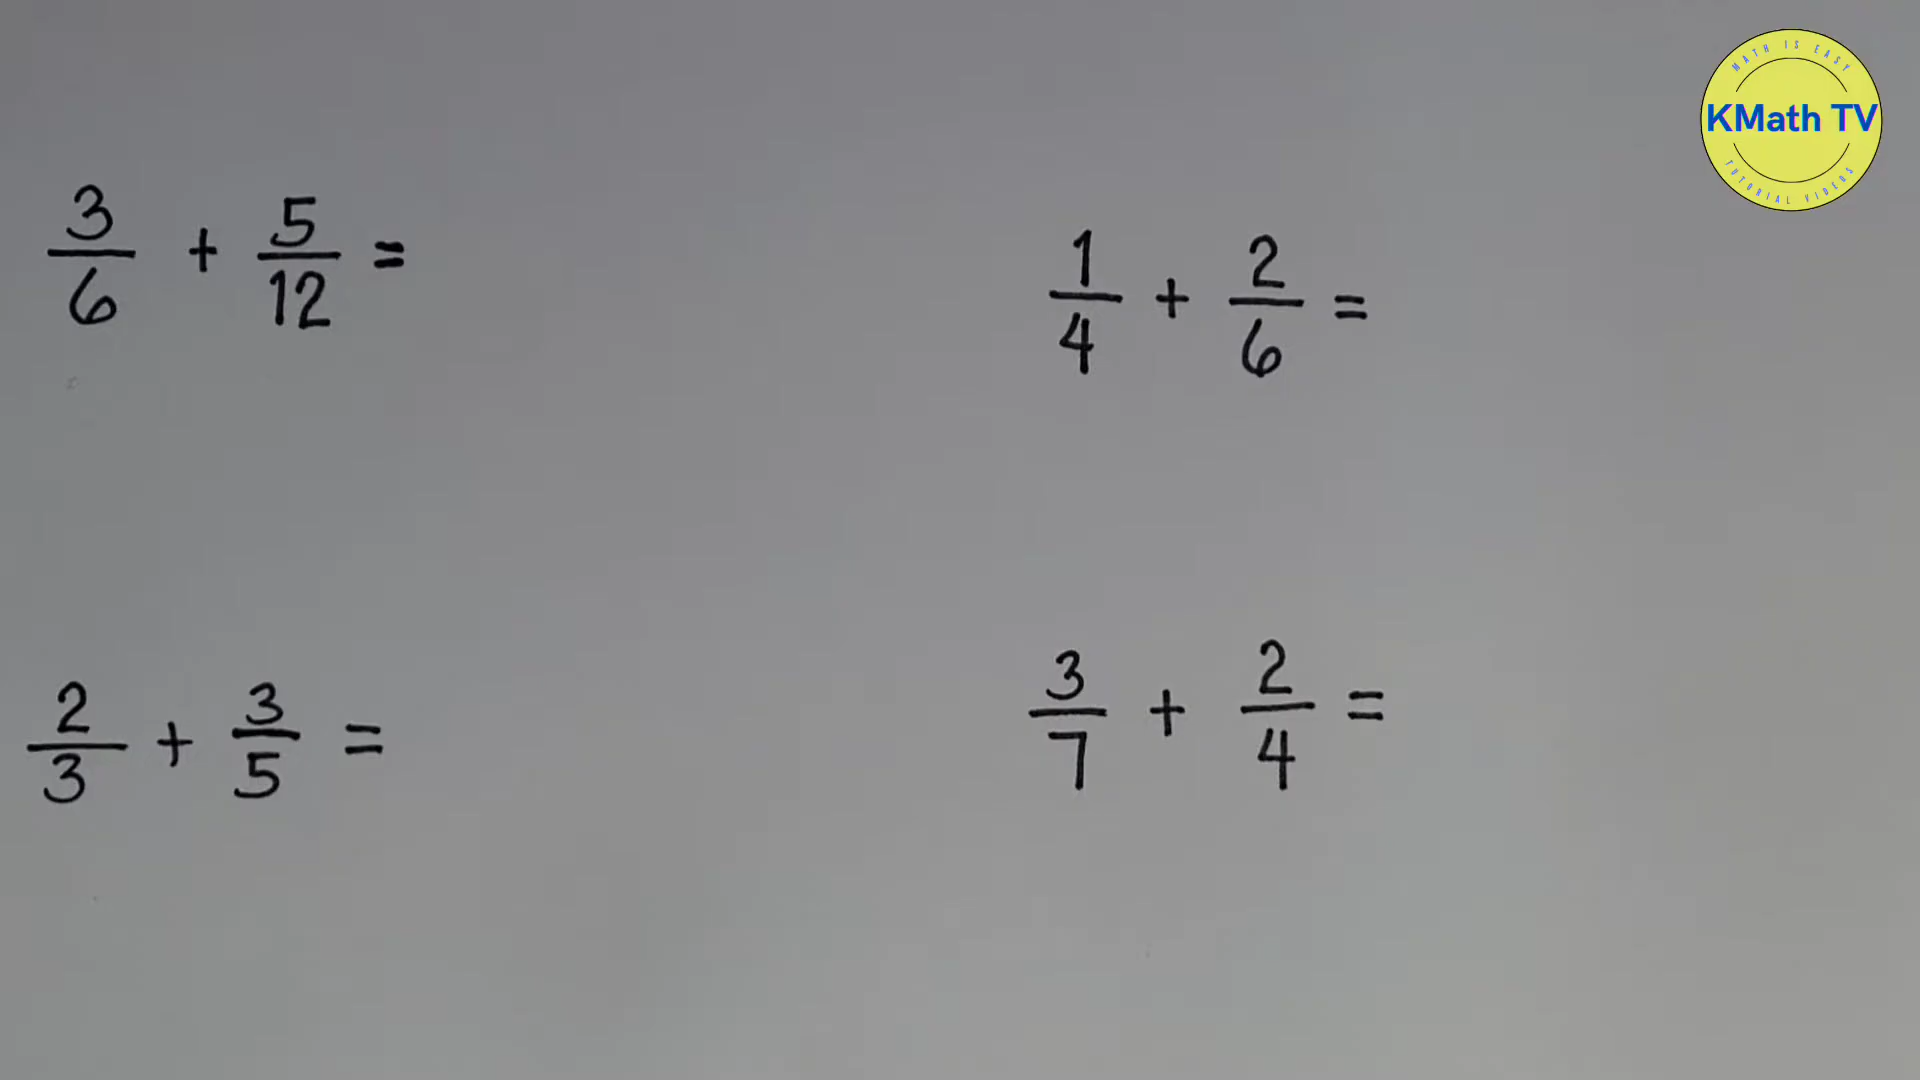 MATH IS EASY
KMath TV
TUTORIAL VIDEOS
3/6 + 5/12 =
1/4 + 2/6 =
2/3 + 3/5 =
3/7 + 2/4 =